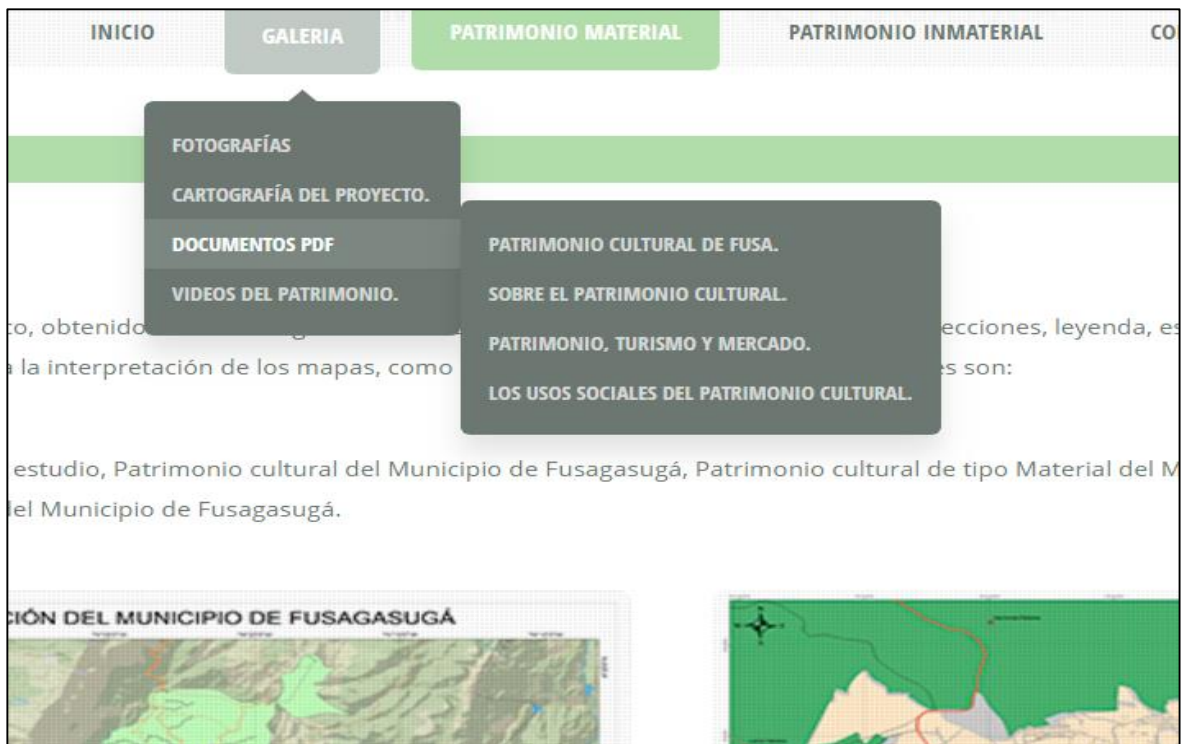 INICIO
GALERIA
PATRIMONIO MATERIAL
PATRIMONIO INMATERIAL
FOTOGRAFÍAS
CARTOGRAFÍA DEL PROYECTO.
DOCUMENTOS PDF
VIDEOS DEL PATRIMONIO.
PATRIMONIO CULTURAL DE FUSA.
SOBRE EL PATRIMONIO CULTURAL.
PATRIMONIO, TURISMO Y MERCADO.
LOS USOS SOCIALES DEL PATRIMONIO CULTURAL.
to, obtenido ecciones, leyenda, es
a la interpretación de los mapas, como s son:
estudio, Patrimonio cultural del Municipio de Fusagasugá, Patrimonio cultural de tipo Material del M
del Municipio de Fusagasugá.
CIÓN DEL MUNICIPIO DE FUSAGASUGÁ